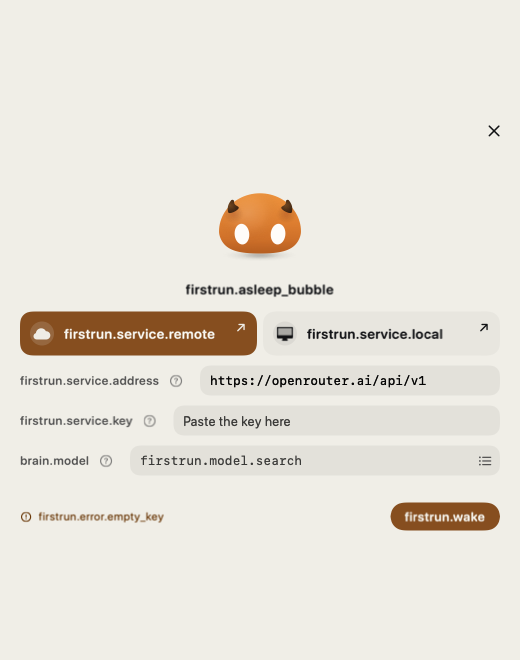 firstrun.asleep_bubble
firstrun.service.remote
firstrun.service.local
firstrun.service.address
https://openrouter.ai/api/v1
firstrun.service.key
Paste the key here
brain.model
firstrun.model.search
firstrun.error.empty_key
firstrun.wake